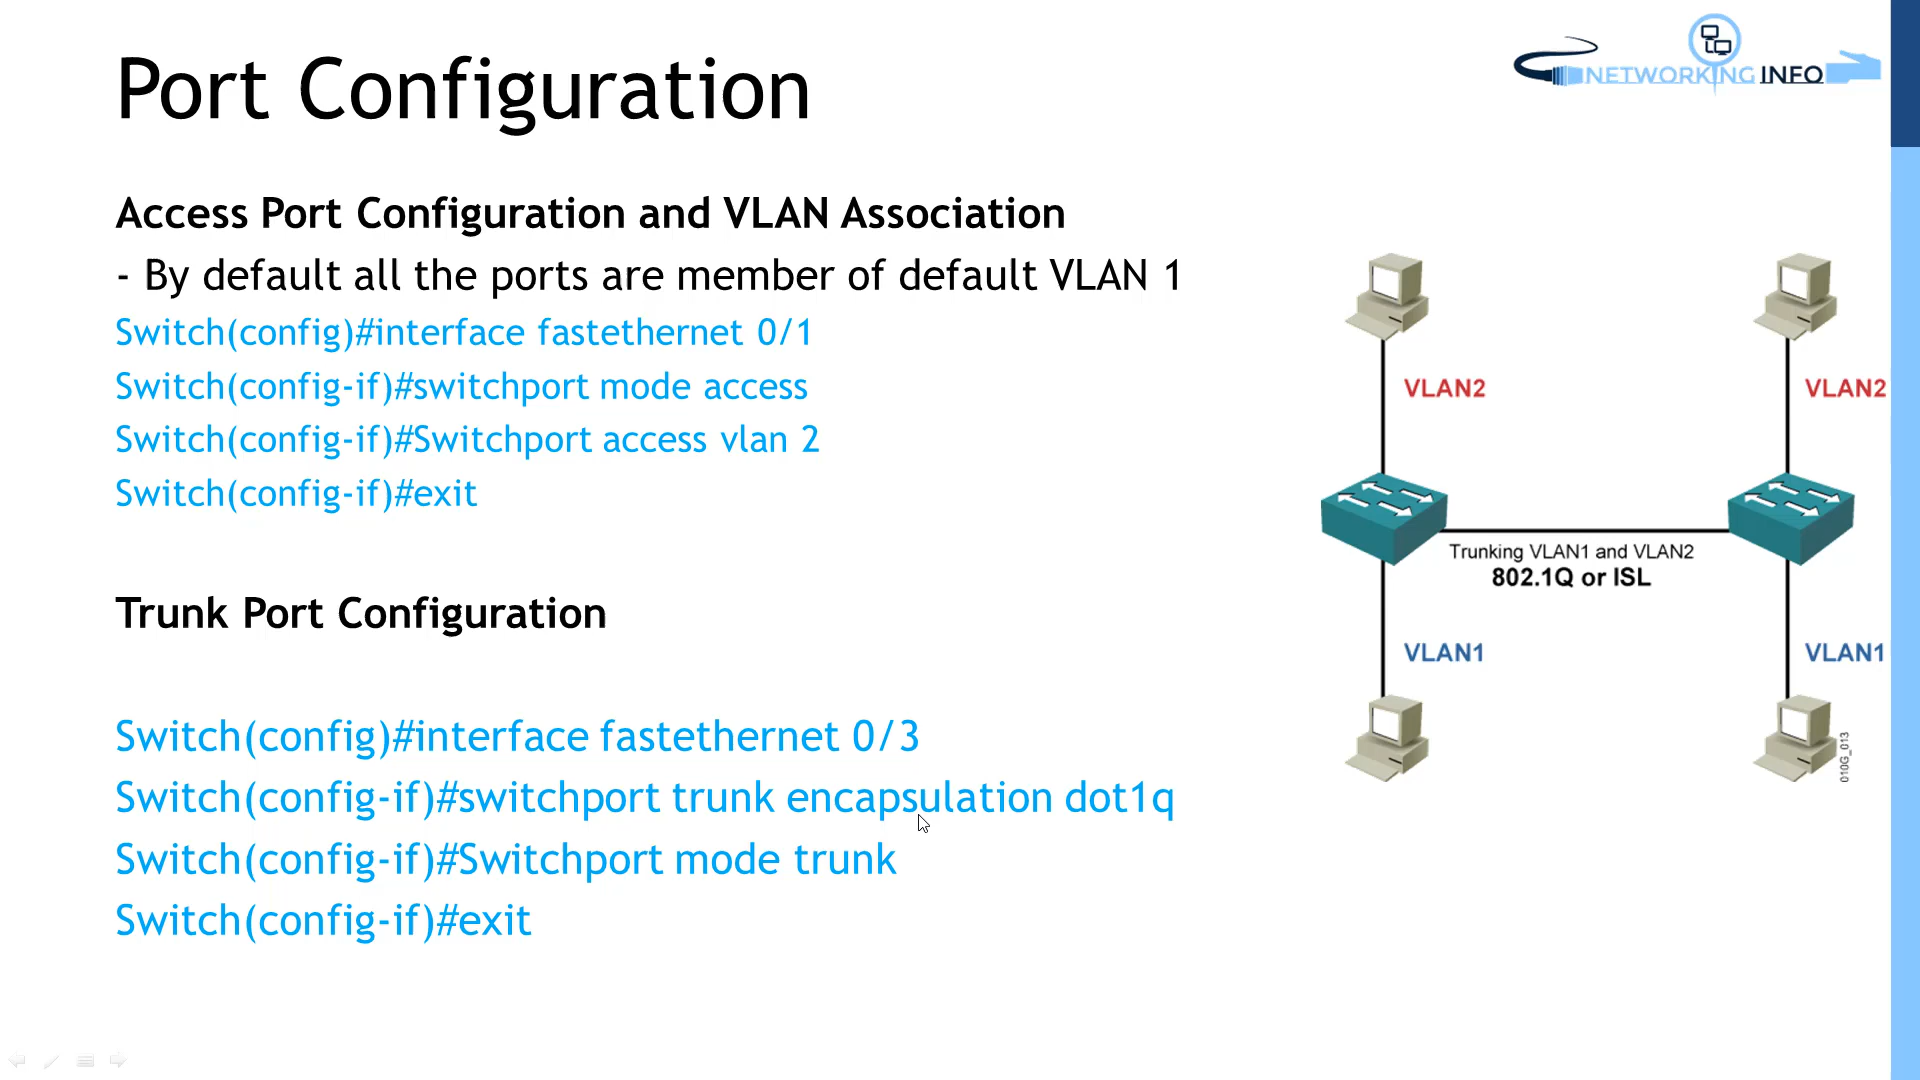 Port Configuration
NETWORKING INFO
Access Port Configuration and VLAN Association
- By default all the ports are member of default VLAN 1
Switch(config)#interface fastethernet 0/1
Switch(config-if)#switchport mode access
Switch(config-if)#Switchport access vlan 2
Switch(config-if)#exit
Trunk Port Configuration
Switch(config)#interface fastethernet 0/3
Switch(config-if)#switchport trunk encapsulation dot1q
Switch(config-if)#Switchport mode trunk
Switch(config-if)#exit
VLAN2
VLAN2
Trunking VLAN1 and VLAN2
802.1Q or ISL
VLAN1
VLAN1
010G_013